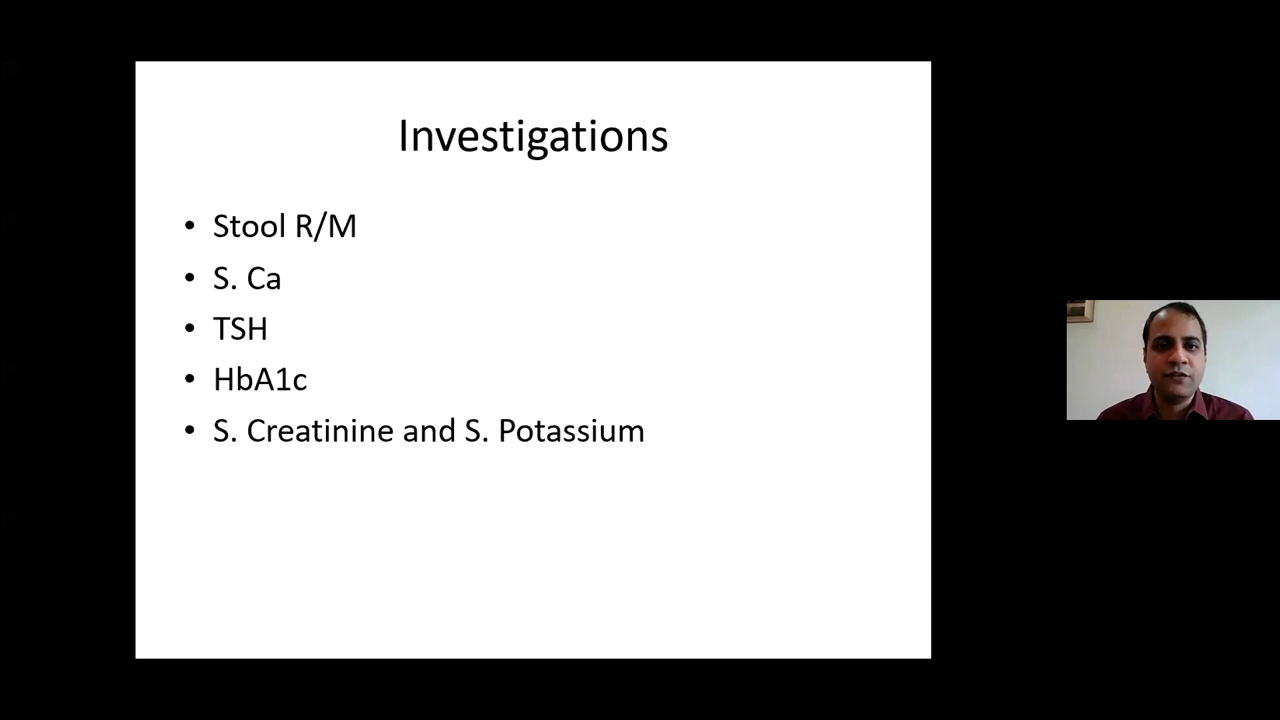 Investigations
• Stool R/M
• S. Ca
• TSH
• HbA1c
• S. Creatinine and S. Potassium